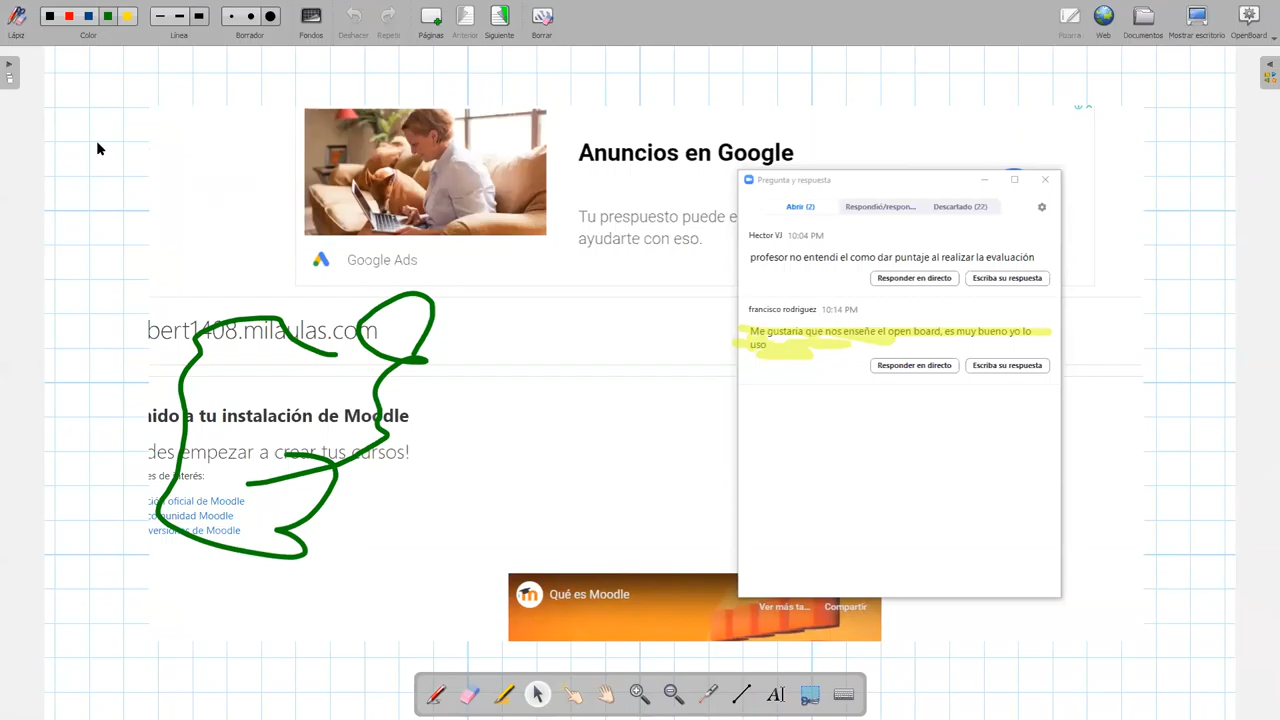 Lápiz
Color
Línea
Borrador
Fondos
Deshacer
Repetir
Páginas
Anterior
Siguiente
Borrar
Pizarra
Web
Documentos
Mostrar escritorio
OpenBoard
Anuncios en Google
Tu prespuesto puede e
ayudarte con eso.
Google Ads
bert1408.milaulas.com
nido a tu instalación de Moodle
des empezar a crear tus cursos!
es de interés:
ción oficial de Moodle
comunidad Moodle
versiones de Moodle
Pregunta y respuesta
Abrir (2)
Respondió/respon...
Descartado (22)
Hector VJ 10:04 PM
profesor no entendi el como dar puntaje al realizar la evaluación
Responder en directo
Escriba su respuesta
francisco rodriguez 10:14 PM
Me gustaria que nos enseñe el open board, es muy bueno yo lo
uso
Responder en directo
Escriba su respuesta
Qué es Moodle
Ver más ta...
Compartir